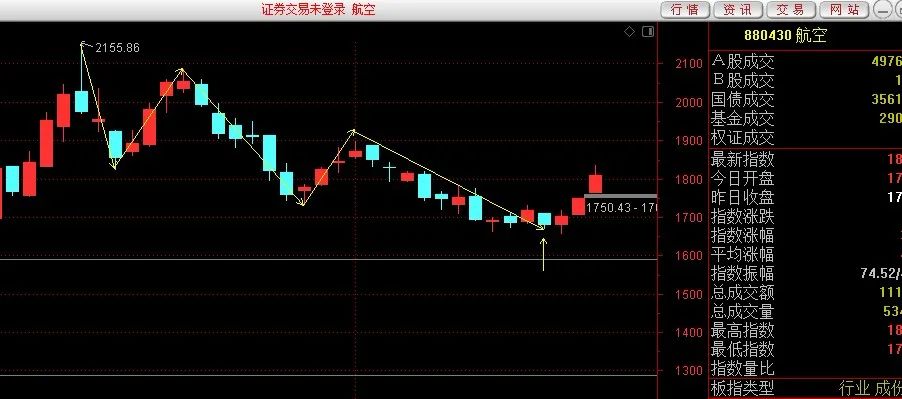 证券交易未登录 航空
行情 资讯 交易 网站
880430 航空
2155.86
1750.43 - 17
2100
2000
1900
1800
1700
1600
1500
1400
1300
A股成交 4976
B股成交 1
国债成交 3561
基金成交 290
权证成交
最新指数 18
今日开盘 17
昨日收盘 17
指数涨跌
指数涨幅
平均涨幅
指数振幅 74.52/
总成交额 111
总成交量 534
最高指数 18
最低指数 17
指数量比
板指类型 行业 成份